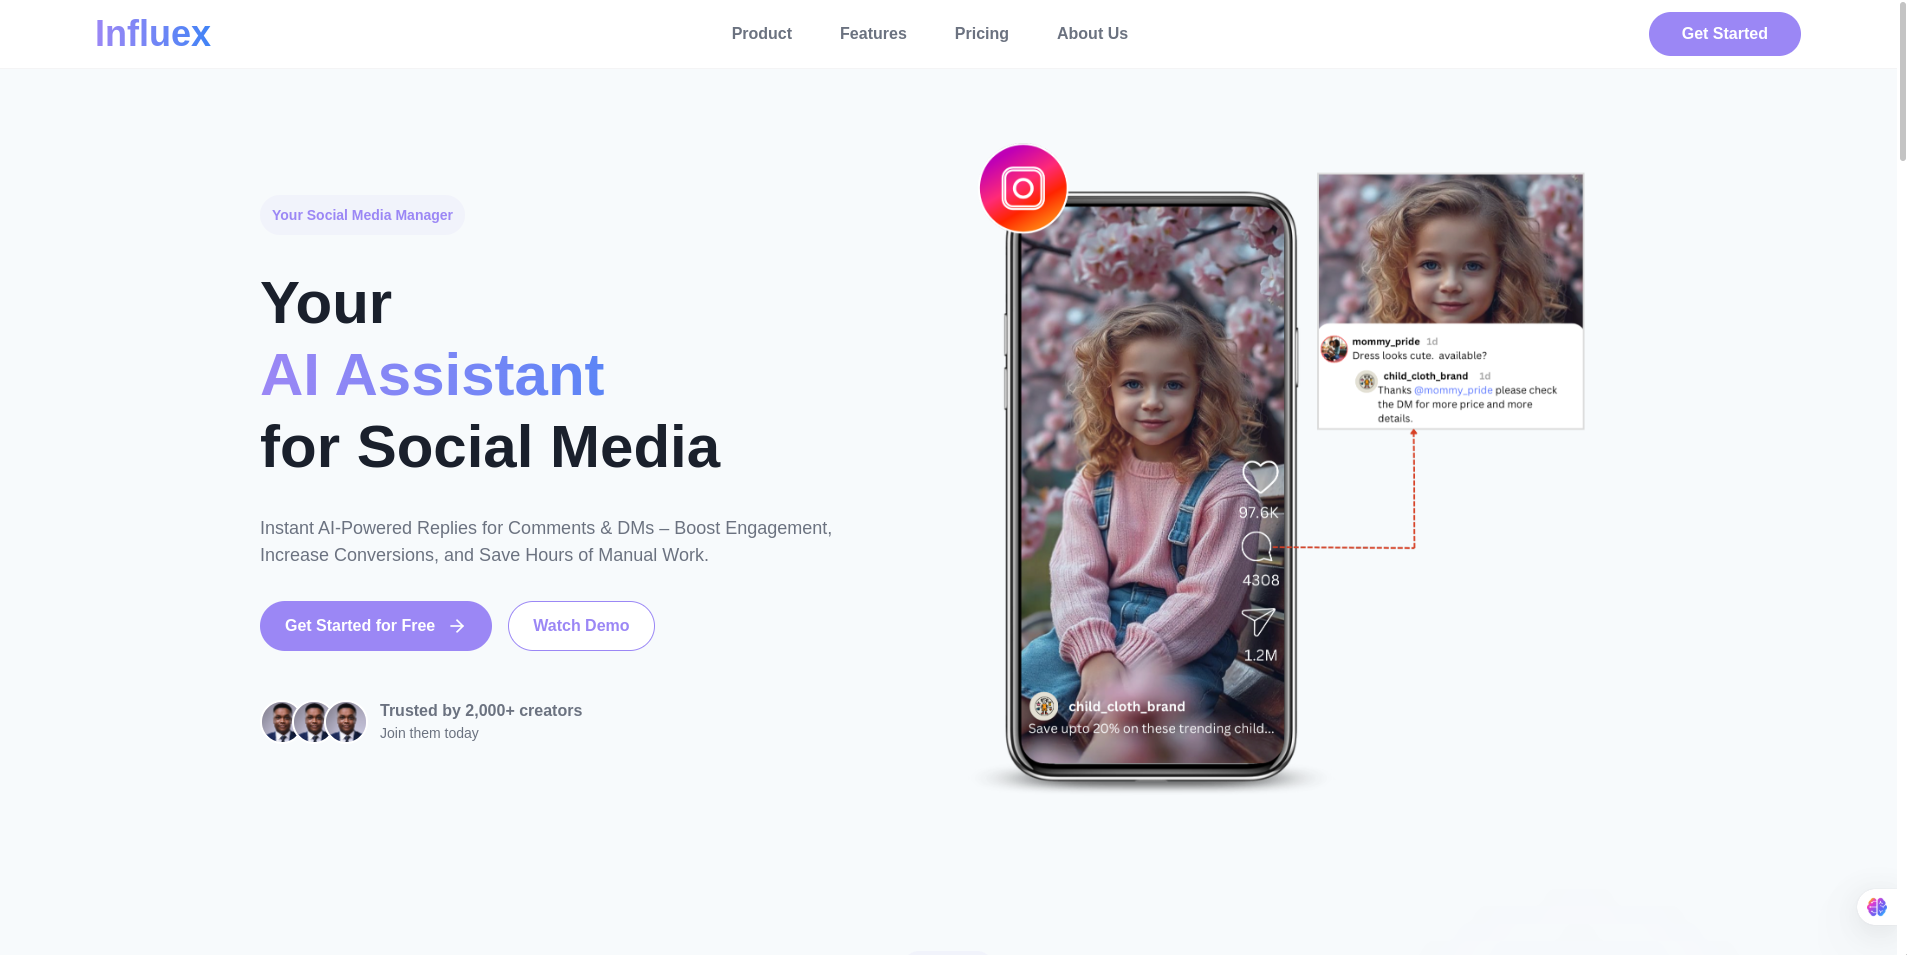 Influex
Product
Features
Pricing
About Us
Get Started
Your Social Media Manager
Your
AI Assistant
for Social Media
Instant AI-Powered Replies for Comments & DMs – Boost Engagement,
Increase Conversions, and Save Hours of Manual Work.
Get Started for Free
Watch Demo
Trusted by 2,000+ creators
Join them today
97.6K
4308
1.2M
child_cloth_brand
Save upto 20% on these trending child...
mommy_pride 1d
Dress looks cute. available?
child_cloth_brand 1d
Thanks @mommy_pride please check
the DM for more price and more
details.